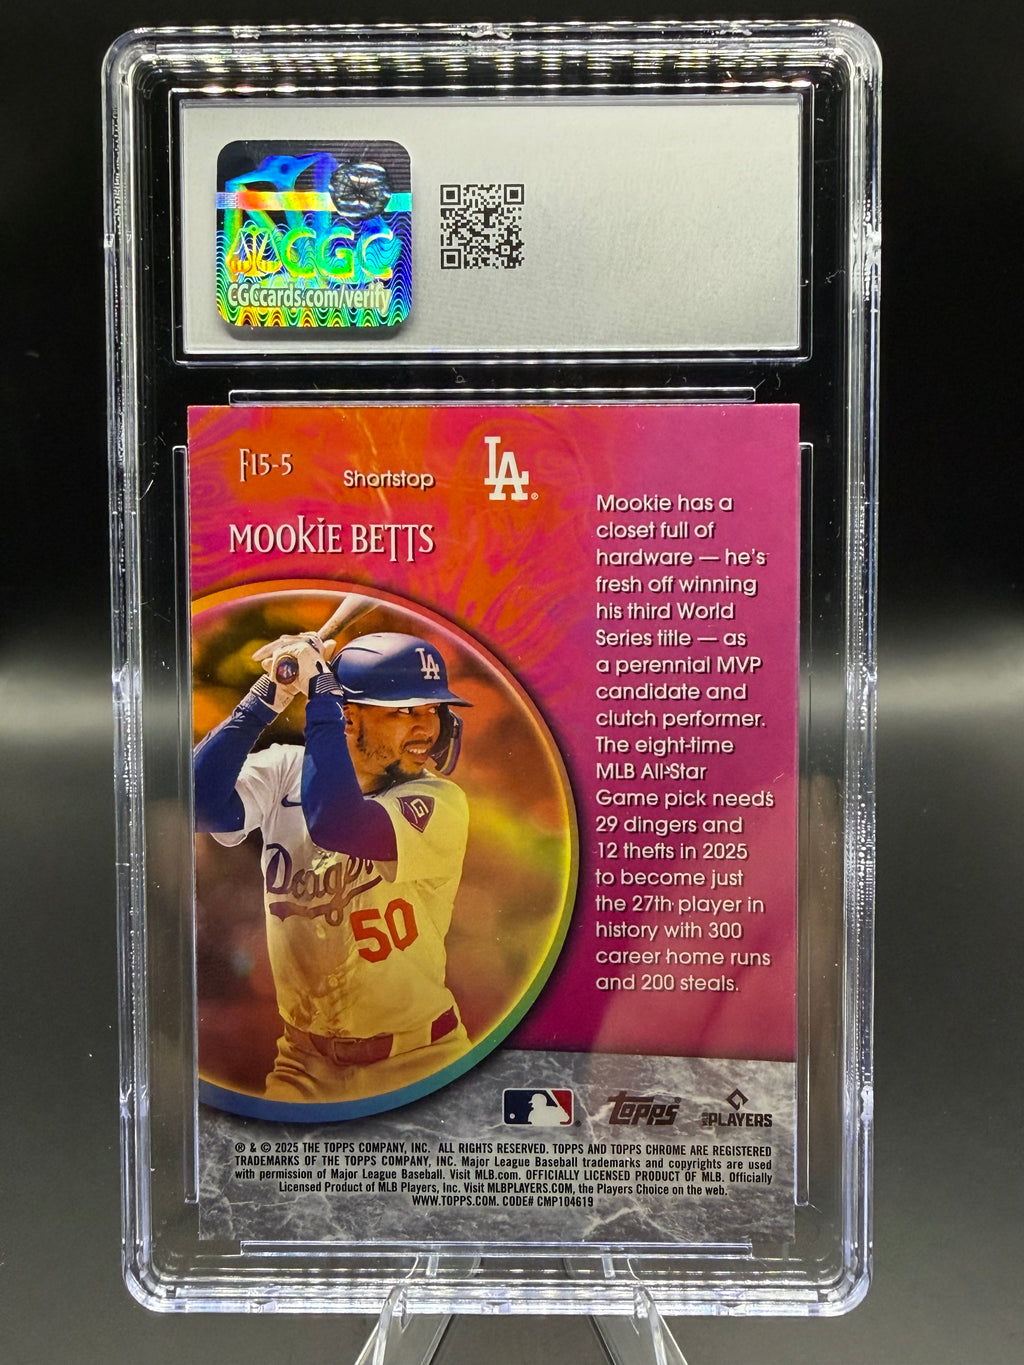 CGC
CGCcards.com/verify
F15-5
Shortstop
LA
MOOKIE BETTS
Mookie has a
closet full of
hardware — he's
fresh off winning
his third World
Series title — as
a perennial MVP
candidate and
clutch performer.
The eight-time
MLB All-Star
Game pick needs
29 dingers and
12 thefts in 2025
to become just
the 27th player in
history with 300
career home runs
and 200 steals.
LA
Dodgers
50
Topps
MLB PLAYERS
® & © 2025 THE TOPPS COMPANY, INC. ALL RIGHTS RESERVED. TOPPS AND TOPPS CHROME ARE REGISTERED
TRADEMARKS OF THE TOPPS COMPANY, INC. Major League Baseball trademarks and copyrights are used
with permission of Major League Baseball. Visit MLB.com. OFFICIALLY LICENSED PRODUCT OF MLB. Officially
Licensed Product of MLB Players, Inc. Visit MLBPLAYERS.COM, the Players Choice on the web.
WWW.TOPPS.COM. CODE# CMP104619